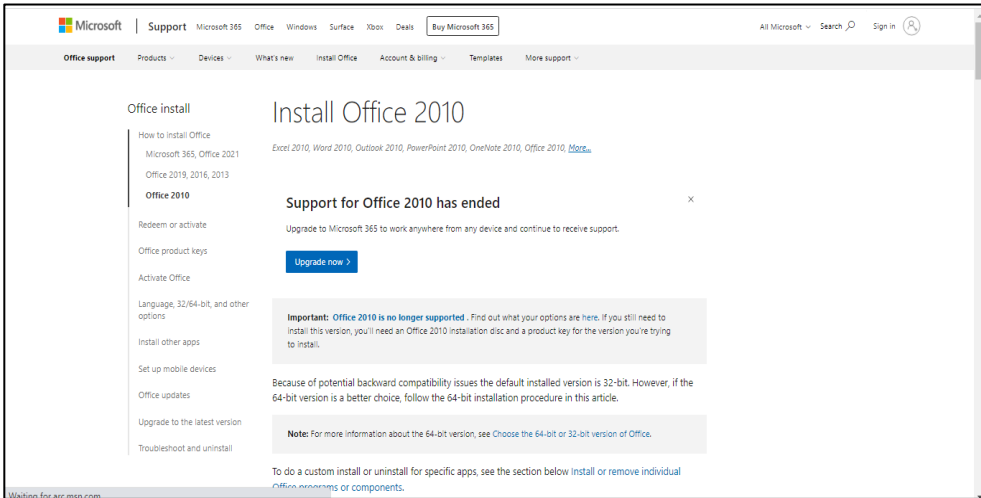 Microsoft Support Microsoft 365 Office Windows Surface Xbox Deals Buy Microsoft 365 All Microsoft Search Sign in
Office support Products Devices What's new Install Office Account & billing Templates More support
Office install
How to install Office
Microsoft 365, Office 2021
Office 2019, 2016, 2013
Office 2010
Redeem or activate
Office product keys
Activate Office
Language, 32/64-bit, and other
options
Install other apps
Set up mobile devices
Office updates
Upgrade to the latest version
Troubleshoot and uninstall
Install Office 2010
Excel 2010, Word 2010, Outlook 2010, PowerPoint 2010, OneNote 2010, Office 2010, More...
Support for Office 2010 has ended
Upgrade to Microsoft 365 to work anywhere from any device and continue to receive support.
Upgrade now >
Important: Office 2010 is no longer supported . Find out what your options are here. If you still need to
install this version, you'll need an Office 2010 installation disc and a product key for the version you're trying
to install.
Because of potential backward compatibility issues the default installed version is 32-bit. However, if the
64-bit version is a better choice, follow the 64-bit installation procedure in this article.
Note: For more information about the 64-bit version, see Choose the 64-bit or 32-bit version of Office.
To do a custom install or uninstall for specific apps, see the section below Install or remove individual
Office programs or components.
Waiting for arc.msn.com...